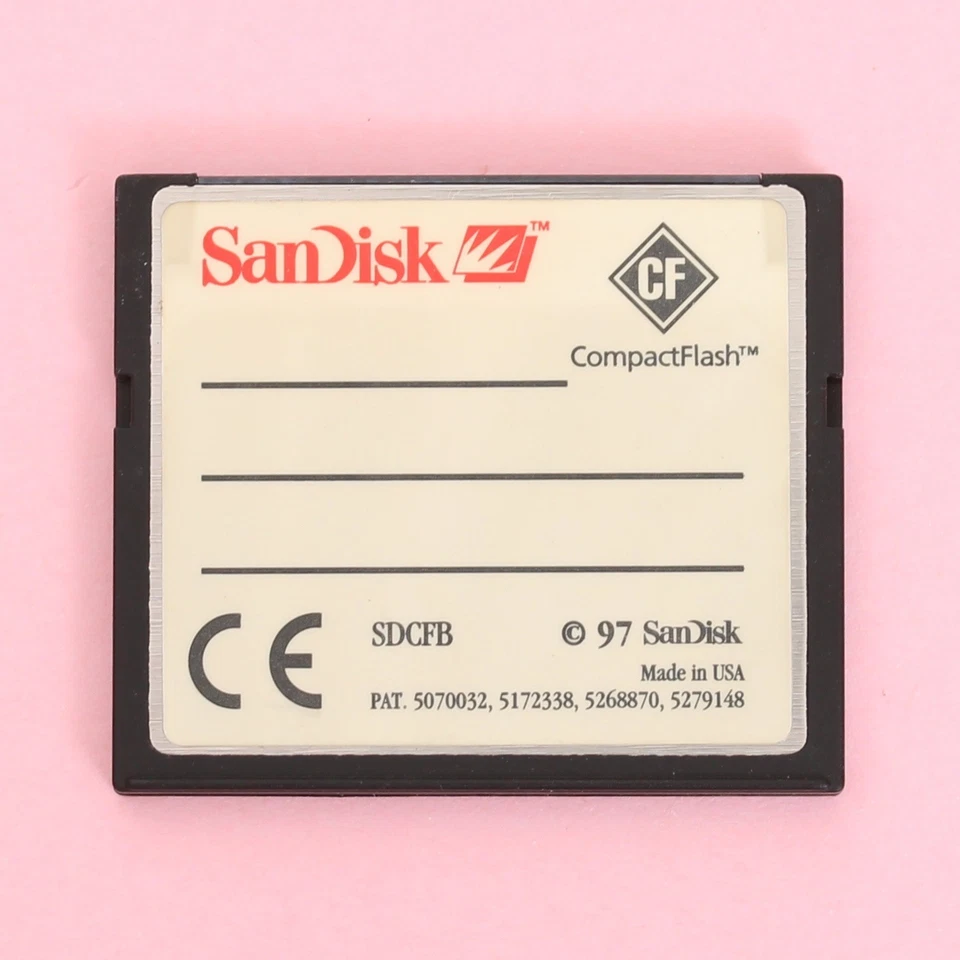 SanDisk™
CF
CompactFlash™
CE
SDCFB
© 97 SanDisk
Made in USA
PAT. 5070032, 5172338, 5268870, 5279148